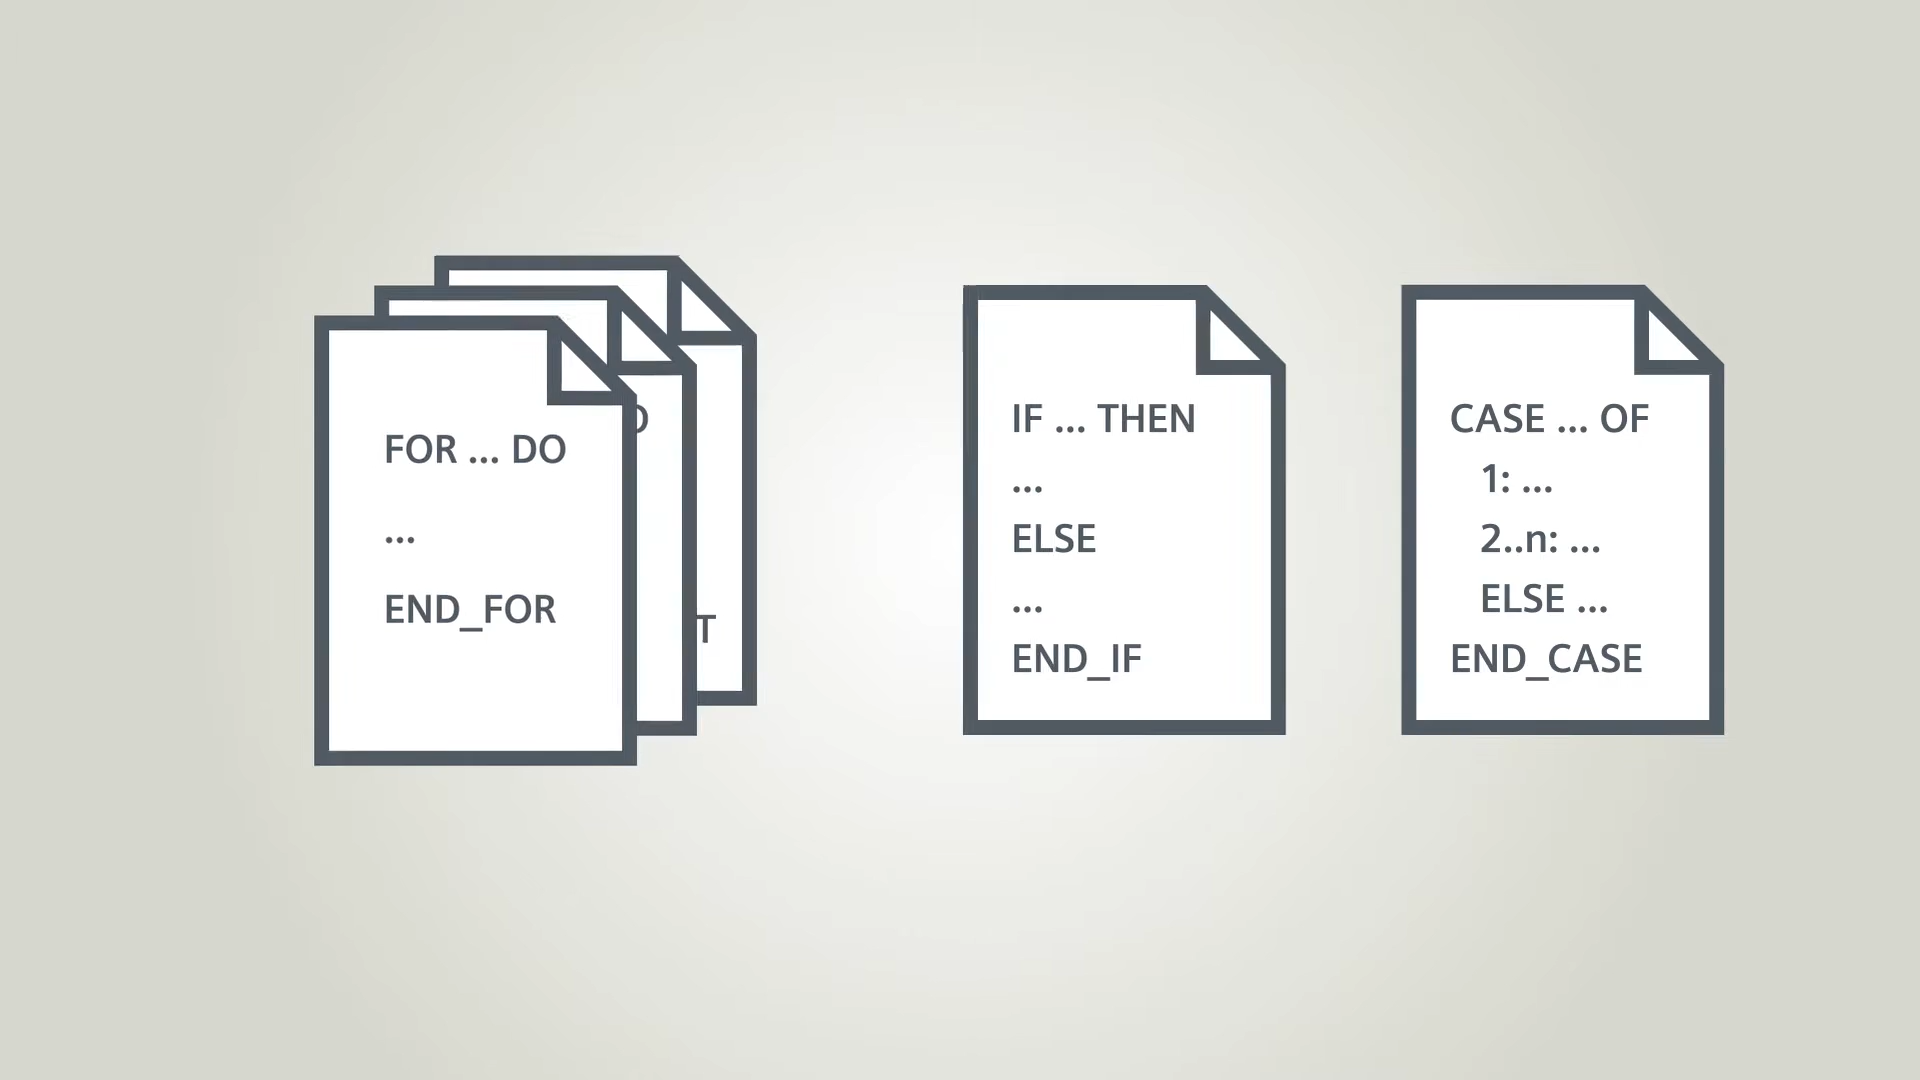 FOR ... DO
...
END_FOR
IF ... THEN
...
ELSE
...
END_IF
CASE ... OF
1: ...
2..n: ...
ELSE ...
END_CASE